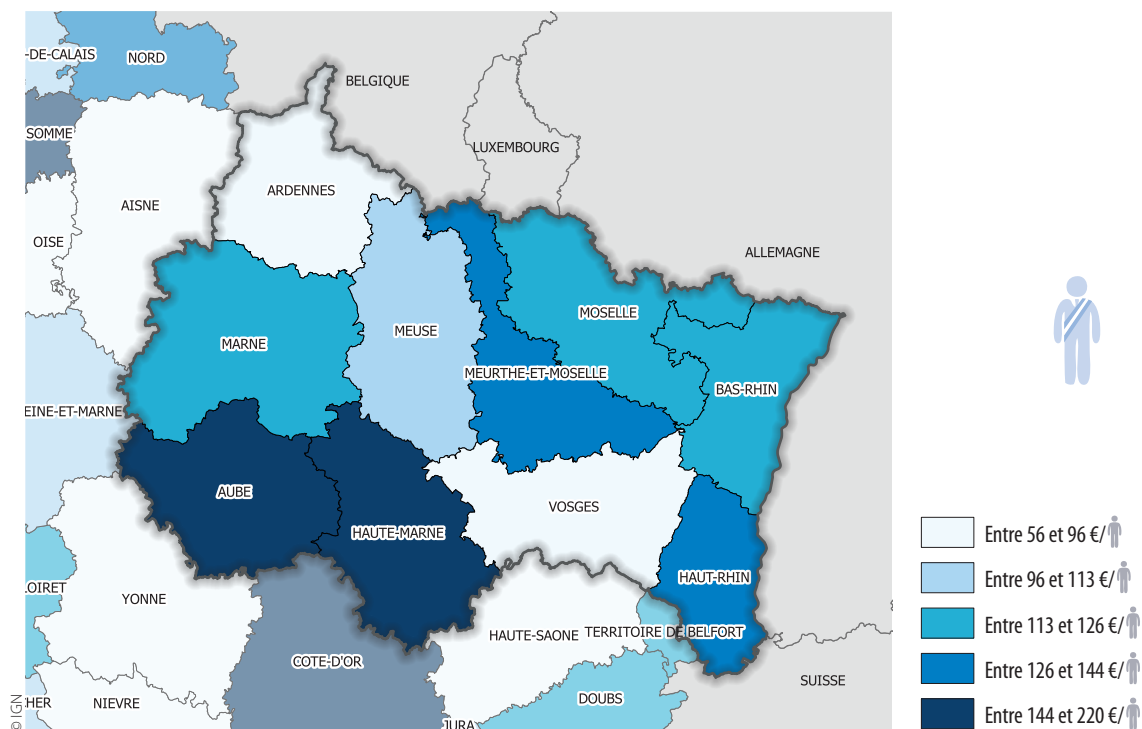 -DE-CALAIS
NORD
BELGIQUE
SOMME
LUXEMBOURG
ARDENNES
AISNE
OISE
ALLEMAGNE
MOSELLE
MEUSE
MARNE
MEURTHE-ET-MOSELLE
BAS-RHIN
EINE-ET-MARNE
AUBE
VOSGES
HAUTE-MARNE
Entre 56 et 96 €/
HAUT-RHIN
Entre 96 et 113 €/
LOIRET
YONNE
Entre 113 et 126 €/
HAUTE-SAONE
TERRITOIRE DE BELFORT
COTE-D'OR
Entre 126 et 144 €/
SUISSE
CHER
NIEVRE
DOUBS
Entre 144 et 220 €/
JURA
© IGN